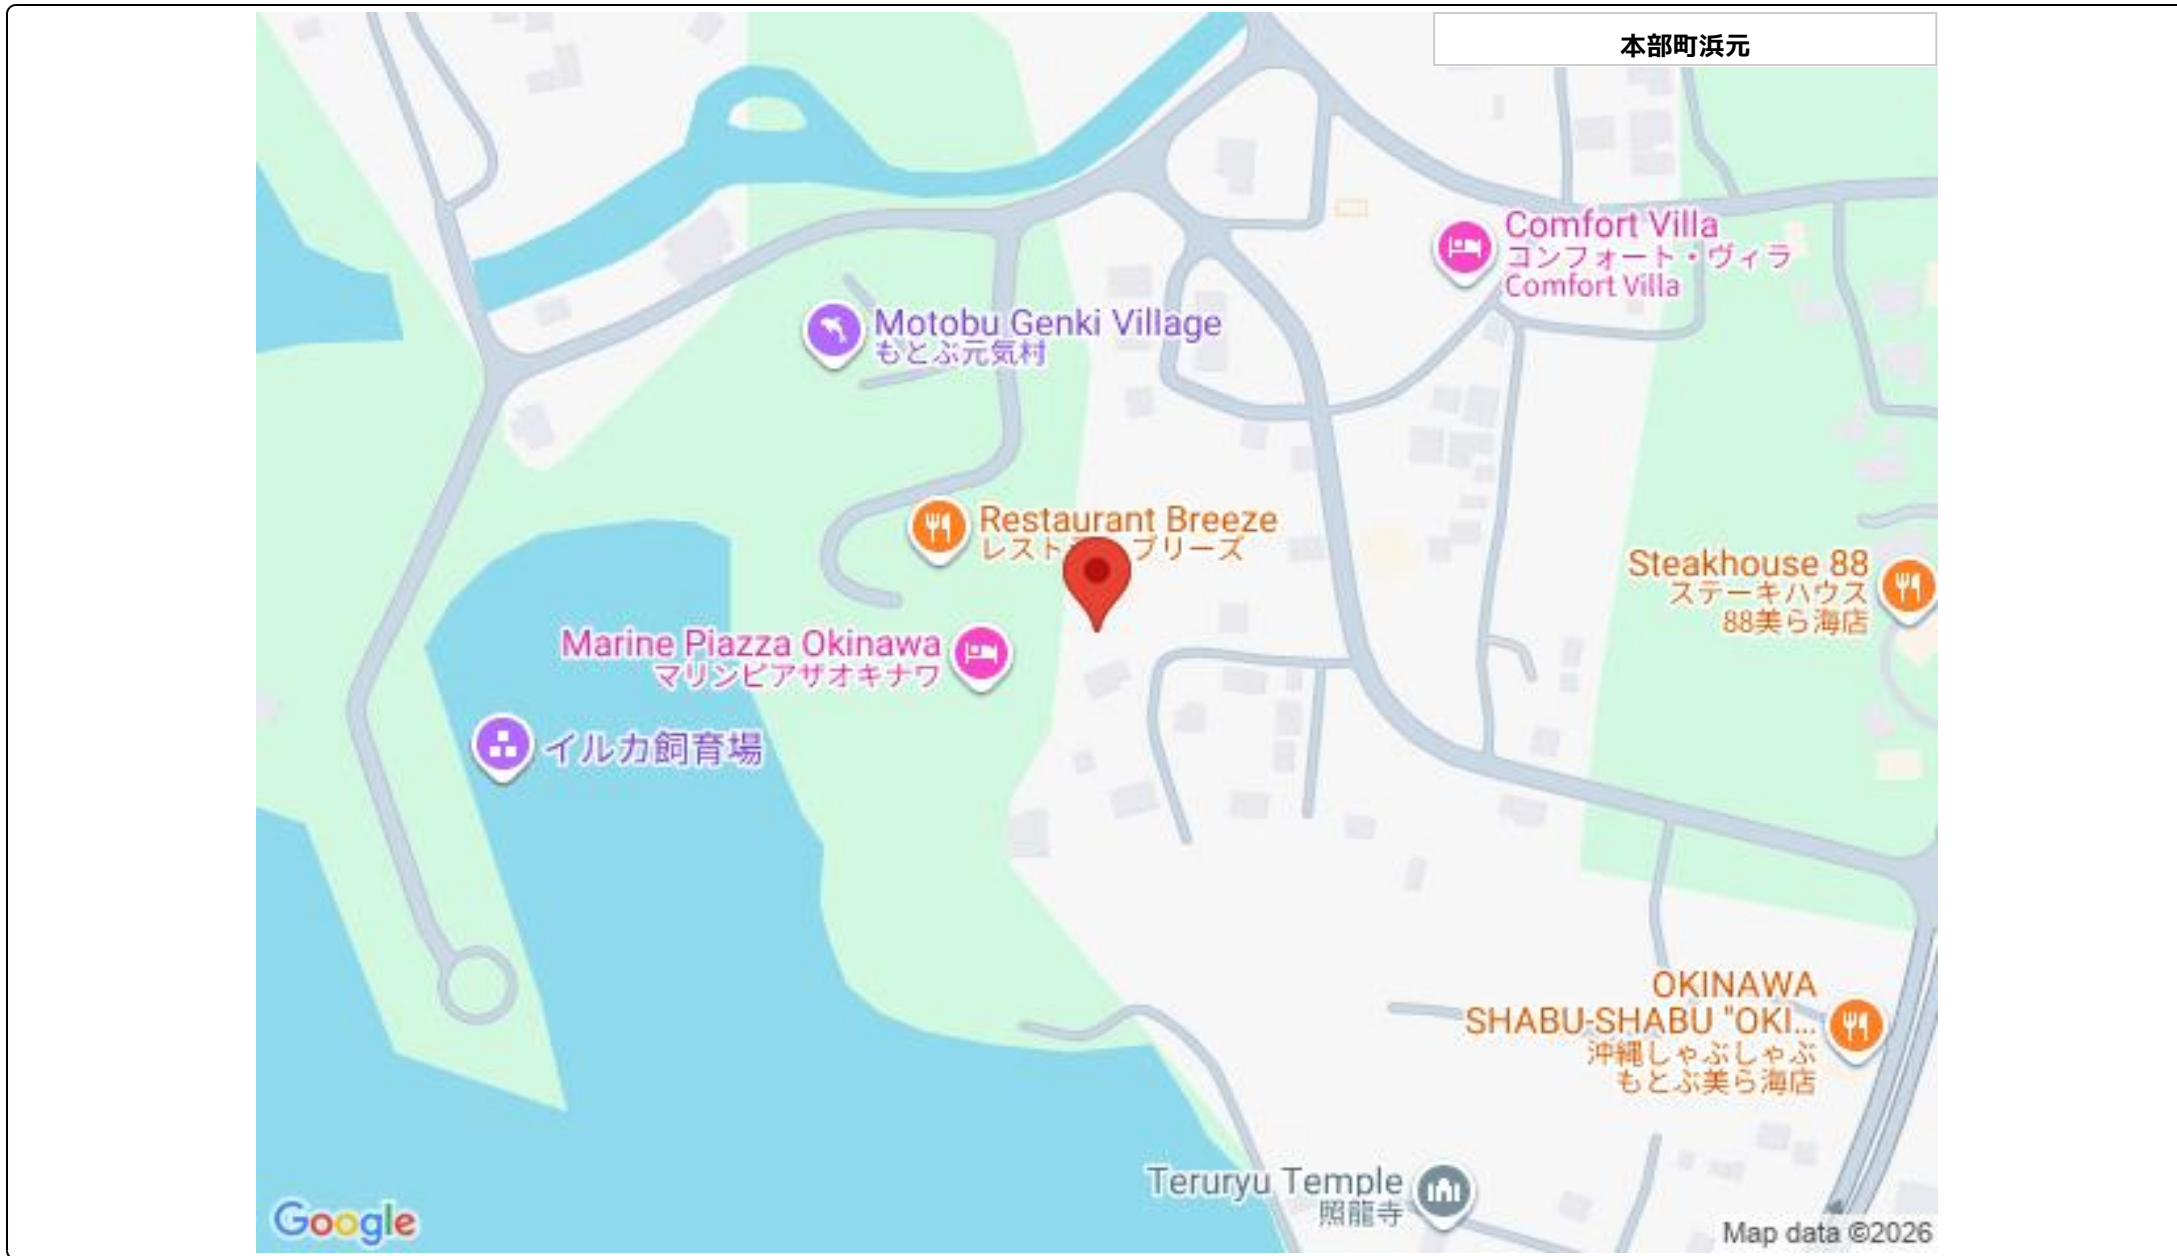 本部町浜元
Comfort Villa
コンフォート・ヴィラ
Comfort Villa
Motobu Genki Village
もとぶ元気村
Restaurant Breeze
ブリーズ
Steakhouse 88
ステーキハウス
88美ら海店
Marine Piazza Okinawa
マリンピアザオキナワ
イルカ飼育場
OKINAWA
SHABU-SHABU "OKI...
沖縄しゃぶしゃぶ
もとぶ美ら海店
Teruryu Temple
照龍寺
Google
Map data ©2026